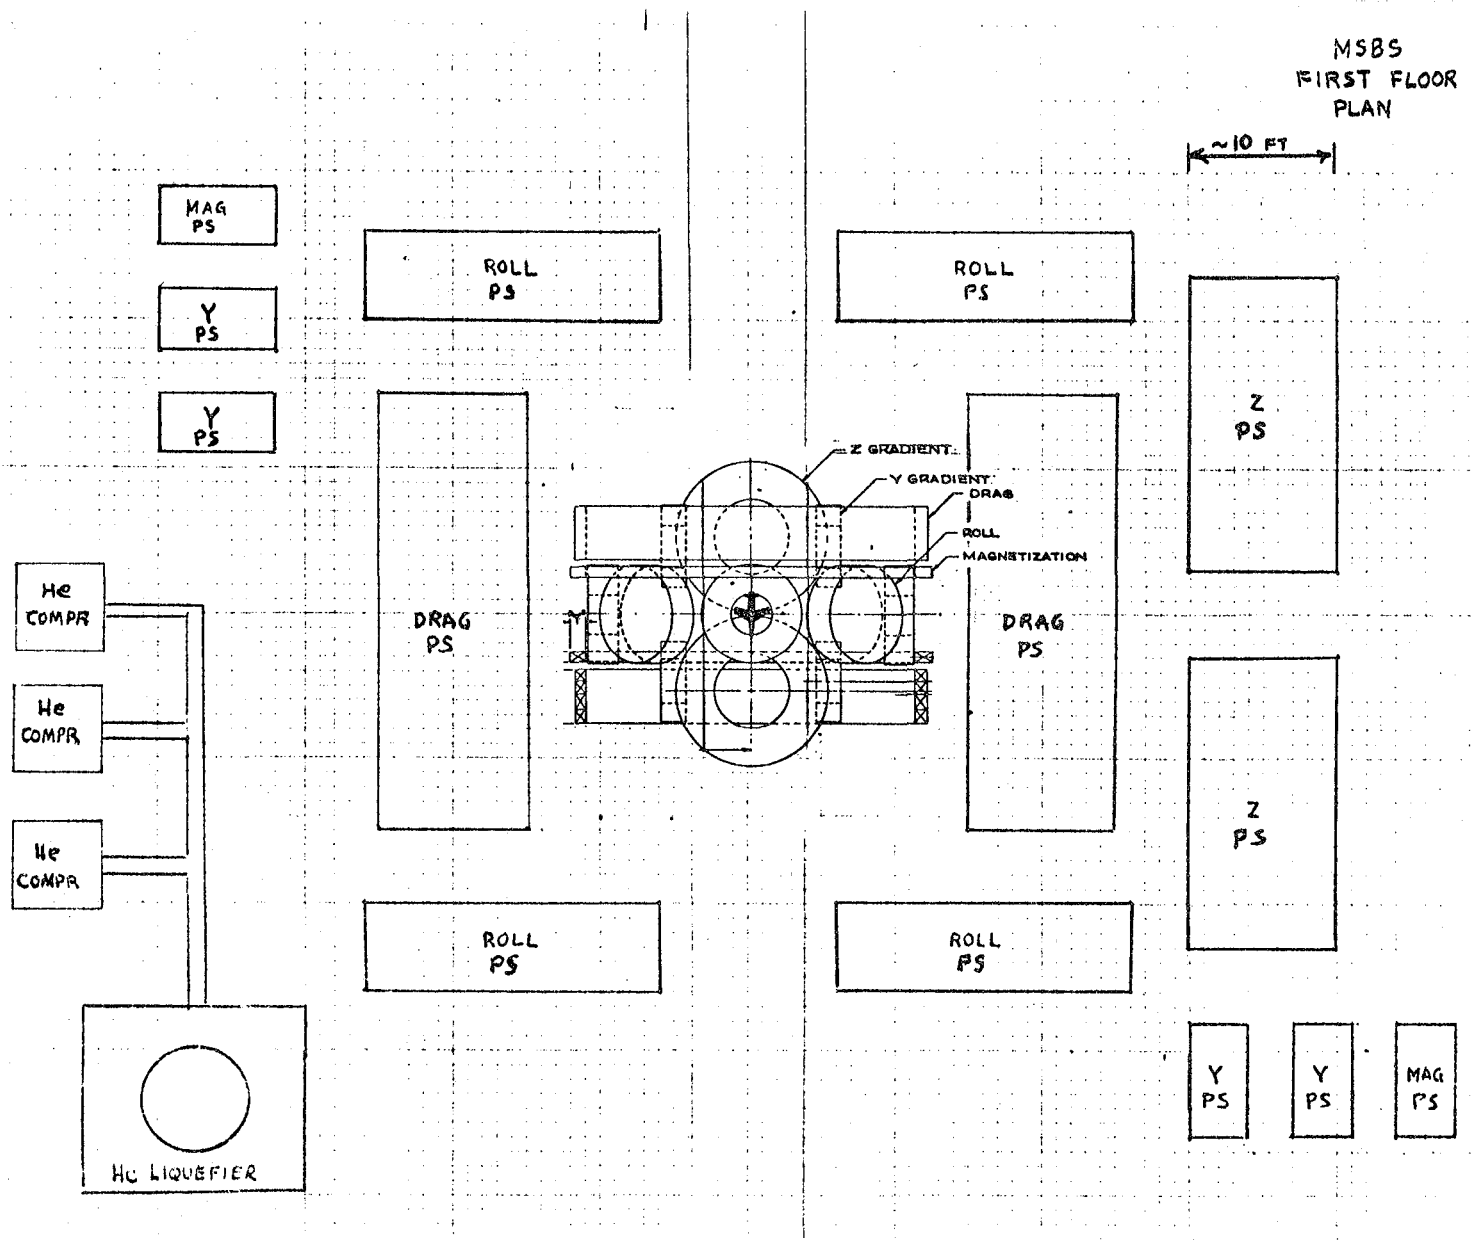 MSBS
FIRST FLOOR
PLAN
~10 FT
MAG
PS
Y
PS
Y
PS
ROLL
PS
ROLL
PS
Z
PS
Z GRADIENT
Y GRADIENT
DRAG
ROLL
MAGNETIZATION
Y
DRAG
PS
DRAG
PS
He
COMPR
He
COMPR
He
COMPR
Z
PS
ROLL
PS
ROLL
PS
He LIQUEFIER
Y
PS
Y
PS
MAG
PS